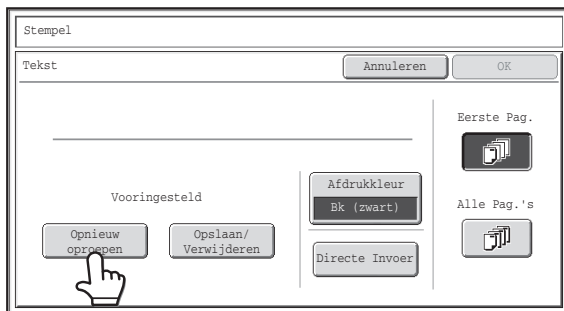 Stempel
Tekst
Annuleren
OK
Eerste Pag.
Vooringesteld
Afdrukkleur
Bk (zwart)
Alle Pag.'s
Opnieuw
oproepen
Opslaan/
Verwijderen
Directe Invoer